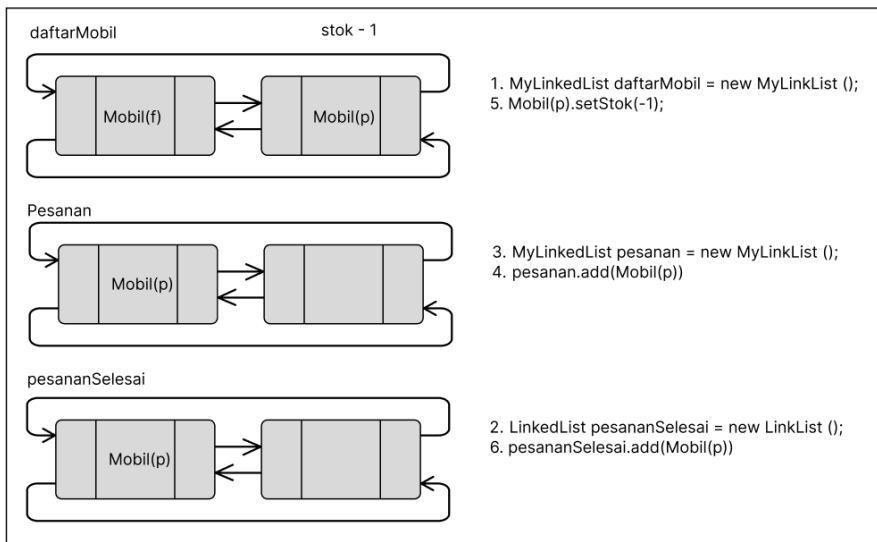 daftarMobil
stok - 1
Mobil(f)
Mobil(p)
1. MyLinkedList daftarMobil = new MyLinkList ();
5. Mobil(p).setStok(-1);
Pesanan
Mobil(p)
3. MyLinkedList pesanan = new MyLinkList ();
4. pesanan.add(Mobil(p))
pesananSelesai
Mobil(p)
2. LinkedList pesananSelesai = new LinkList ();
6. pesananSelesai.add(Mobil(p))